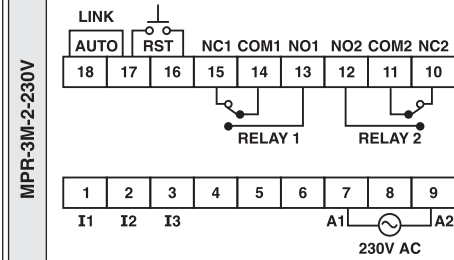 LINK
AUTO RST NC1 COM1 NO1 NO2 COM2 NC2
18 17 16 15 14 13 12 11 10
RELAY 1 RELAY 2
MPR-3M-2-230V
1 2 3 4 5 6 7 8 9
I1 I2 I3 A1 A2
230V AC